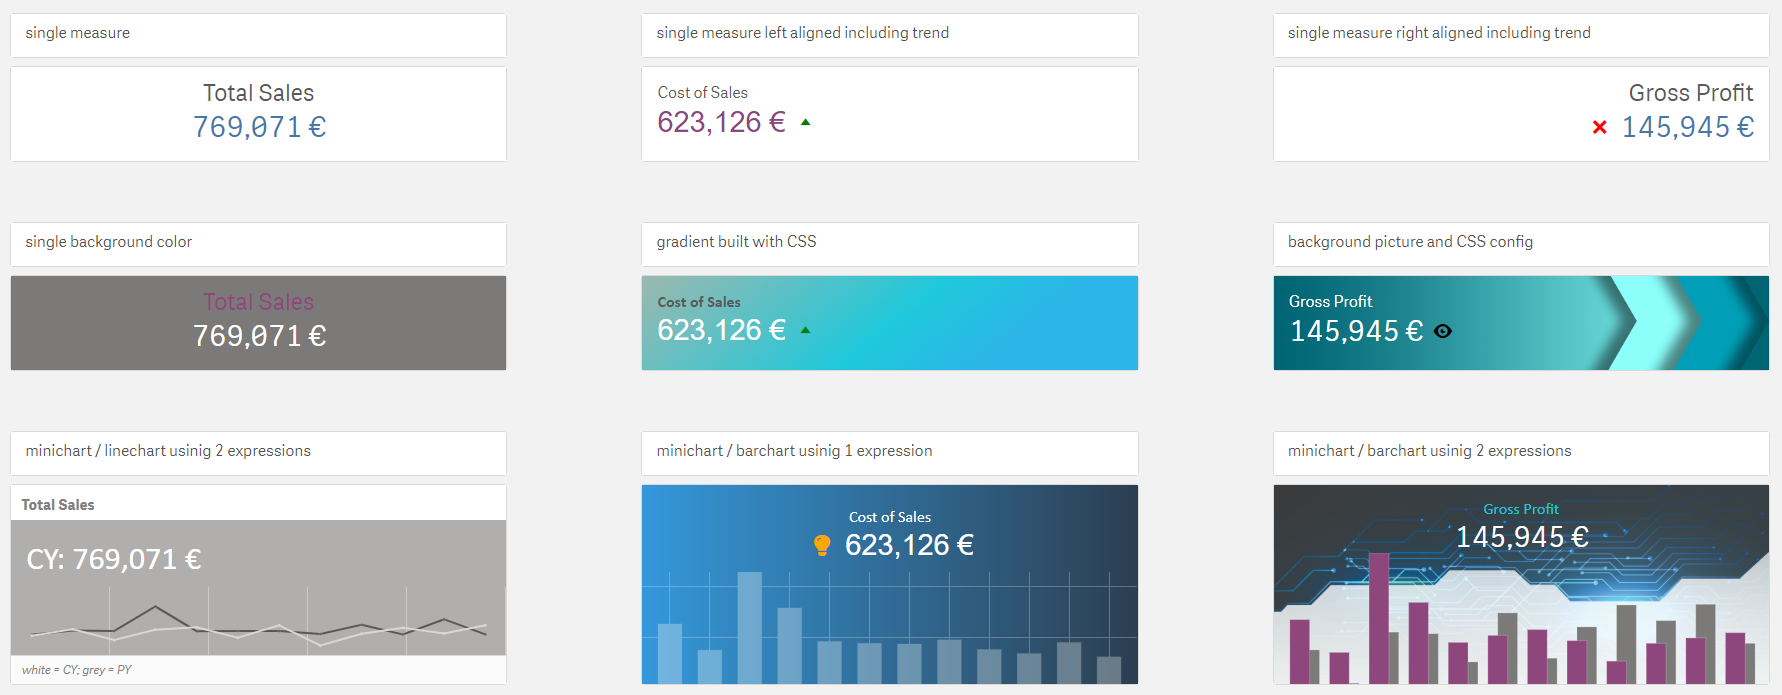 single measure
single measure left aligned including trend
single measure right aligned including trend
Total Sales
769,071 €
Cost of Sales
623,126 €
Gross Profit
145,945 €
single background color
gradient built with CSS
background picture and CSS config
Total Sales
769,071 €
Cost of Sales
623,126 €
Gross Profit
145,945 €
minichart / linechart usinig 2 expressions
minichart / barchart usinig 1 expression
minichart / barchart usinig 2 expressions
Total Sales
CY: 769,071 €
white = CY; grey = PY
Cost of Sales
623,126 €
Gross Profit
145,945 €